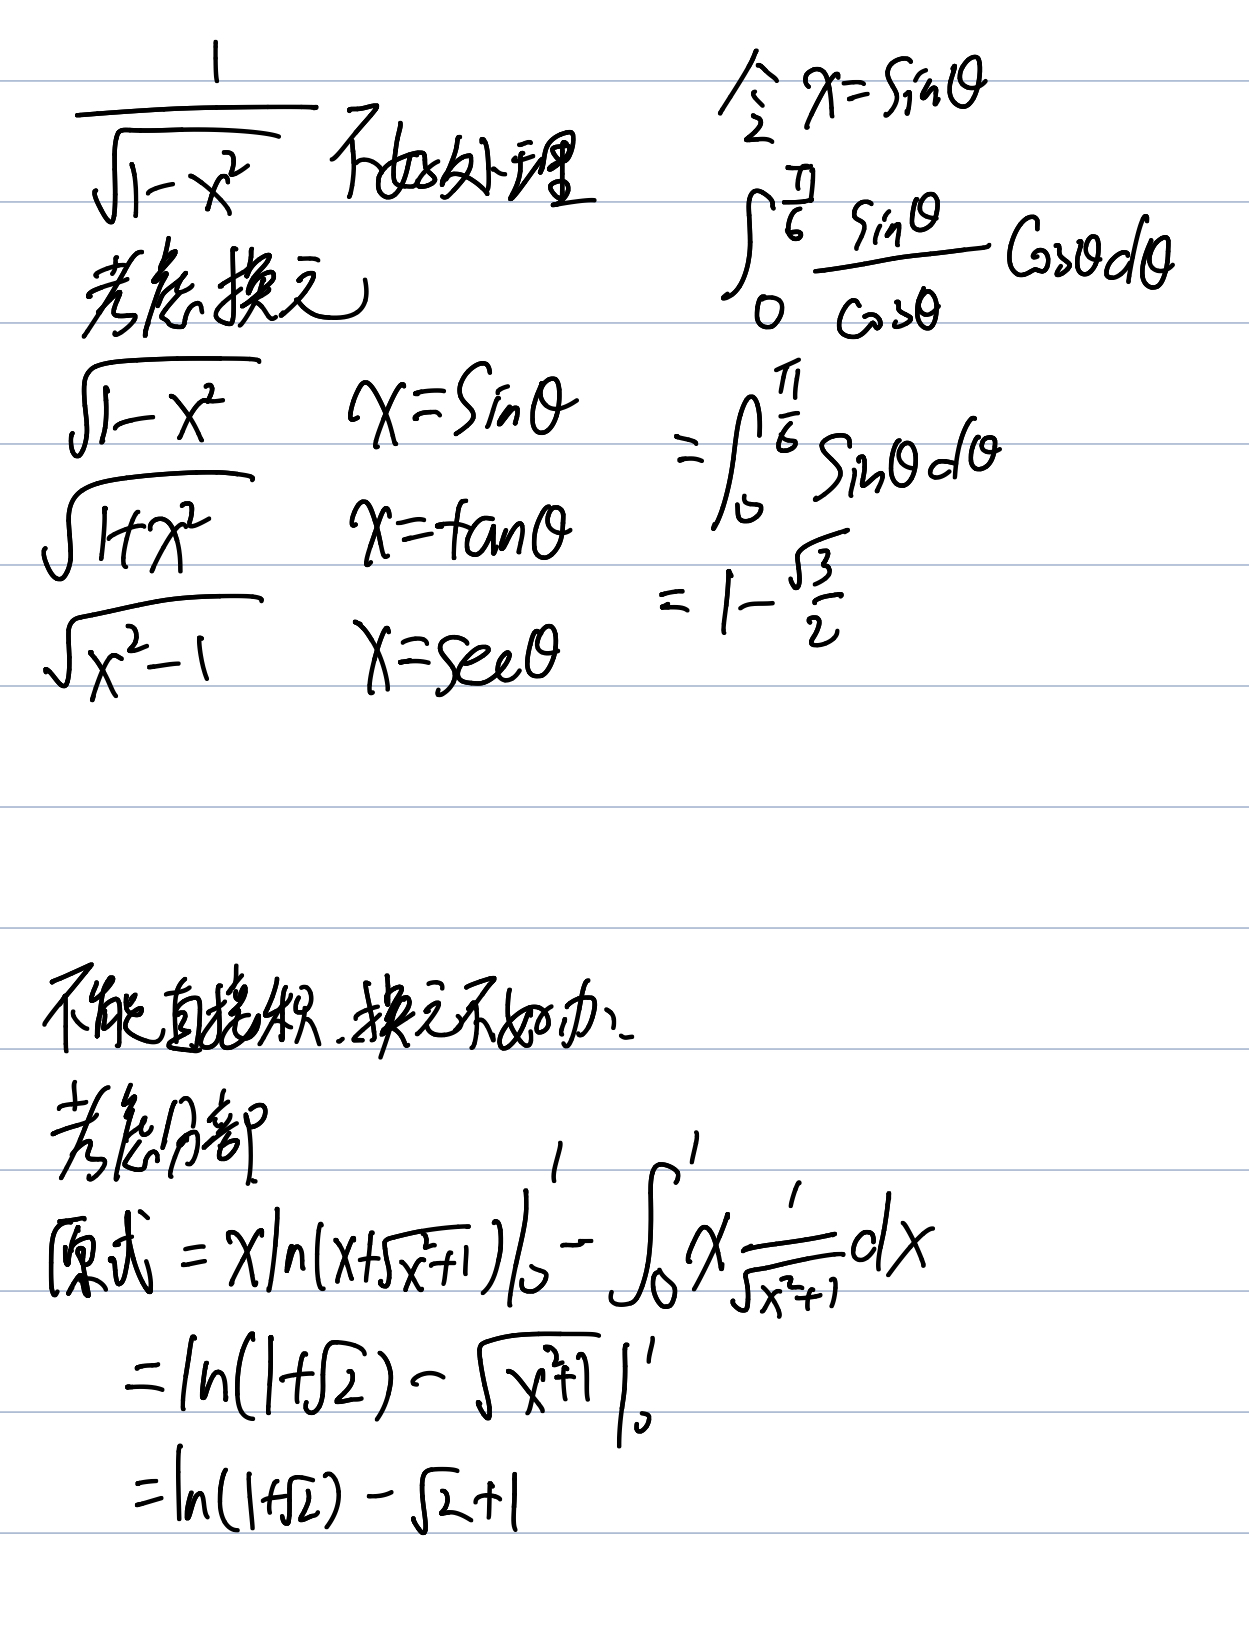 1/√(1-x²) 不好处理
考虑换元
√(1-x²) x=sinθ
√(1+x²) x=tanθ
√(x²-1) x=secθ
令 x=sinθ
∫₀^(π/6) sinθ/cosθ cosθdθ
=∫₀^(π/6) sinθdθ
=1-√3/2
不能直接积.换元不好办、
考虑分部
原式=xln(x+√(x²+1))|₀¹-∫₀¹x 1/√(x²+1) dx
=ln(1+√2)-√(x²+1)|₀¹
=ln(1+√2)-√2+1